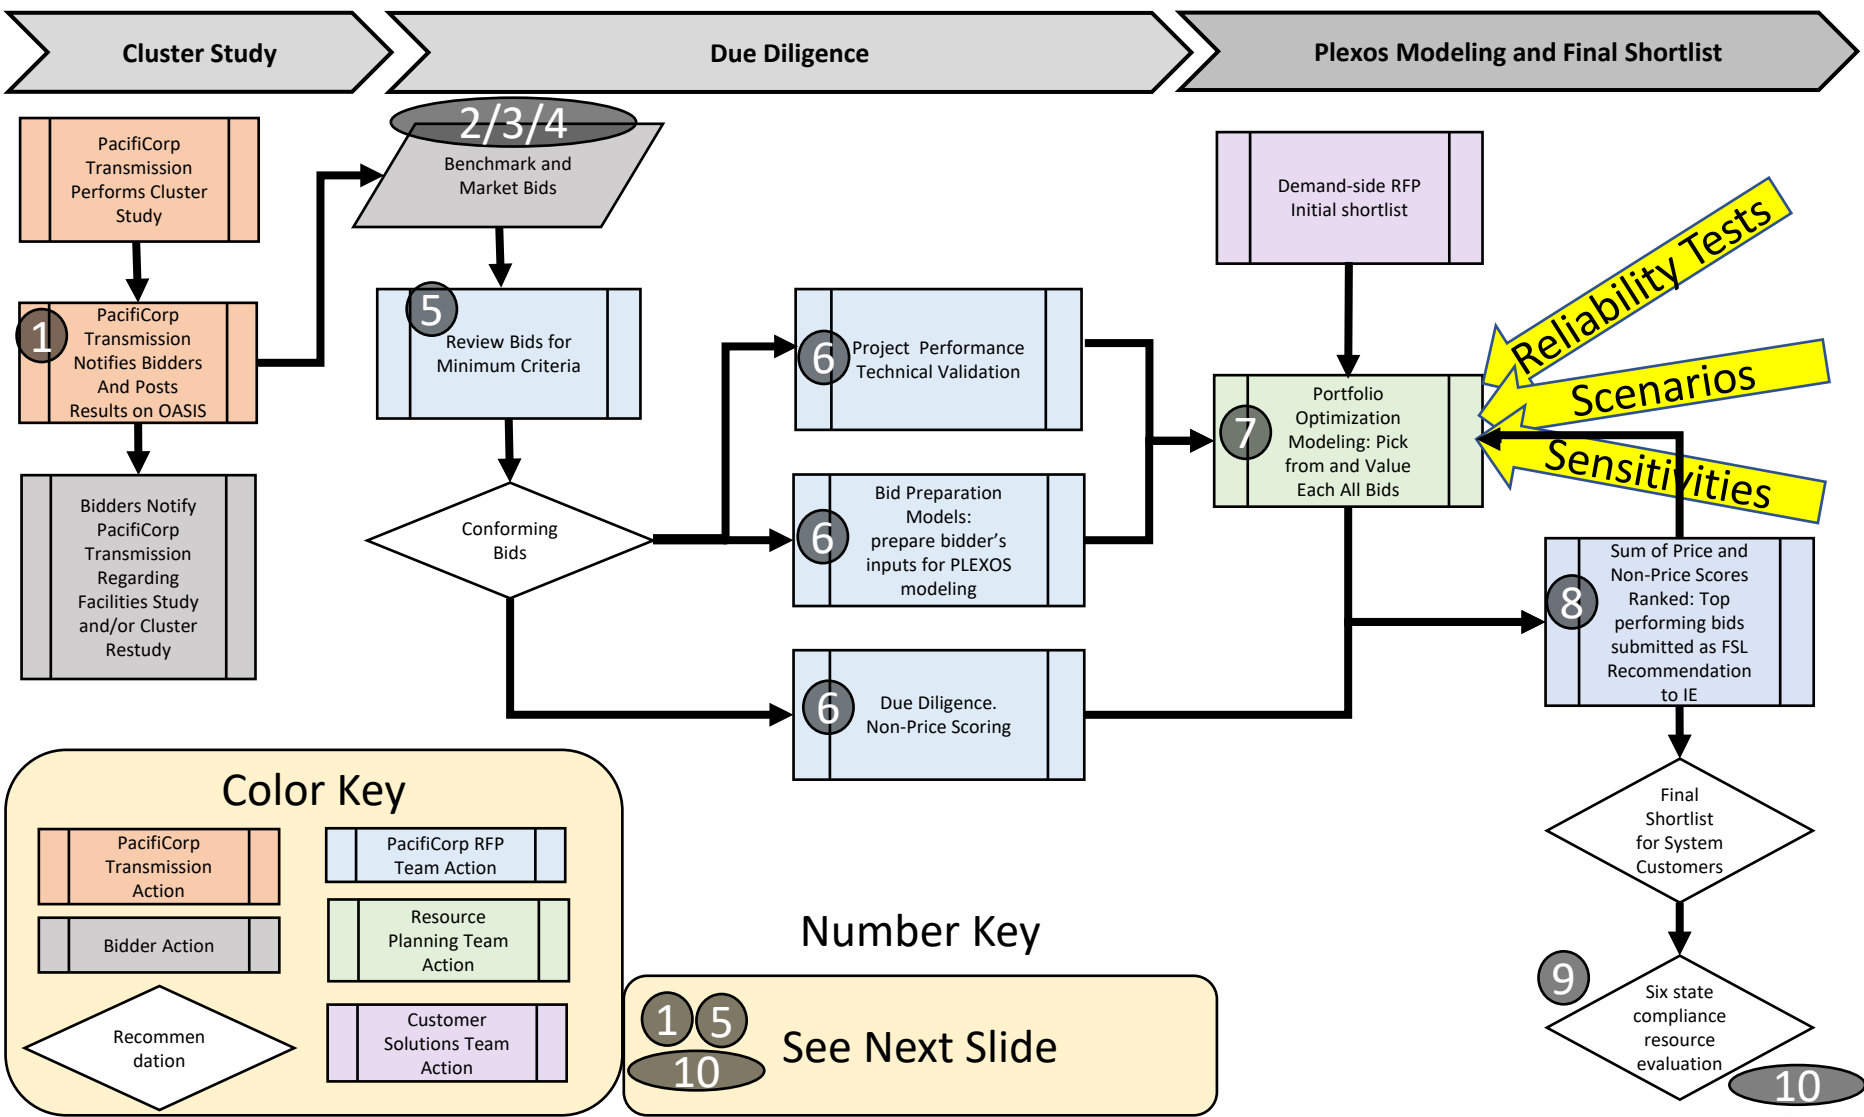 Cluster Study
Due Diligence
Plexos Modeling and Final Shortlist
PacifiCorp
Transmission
Performs Cluster
Study
1
PacifiCorp
Transmission
Notifies Bidders
And Posts
Results on OASIS
Bidders Notify
PacifiCorp
Transmission
Regarding
Facilities Study
and/or Cluster
Restudy
2/3/4
Benchmark and
Market Bids
5
Review Bids for
Minimum Criteria
Conforming
Bids
6
Project Performance
Technical Validation
6
Bid Preparation
Models:
prepare bidder's
inputs for PLEXOS
modeling
6
Due Diligence.
Non-Price Scoring
Demand-side RFP
Initial shortlist
7
Portfolio
Optimization
Modeling: Pick
from and Value
Each All Bids
Reliability Tests
Scenarios
Sensitivities
8
Sum of Price and
Non-Price Scores
Ranked: Top
performing bids
submitted as FSL
Recommendation
to IE
Final
Shortlist
for System
Customers
9
Six state
compliance
resource
evaluation
10
Color Key
PacifiCorp
Transmission
Action
PacifiCorp RFP
Team Action
Bidder Action
Resource
Planning Team
Action
Recommen
dation
Customer
Solutions Team
Action
Number Key
1 5
10
See Next Slide